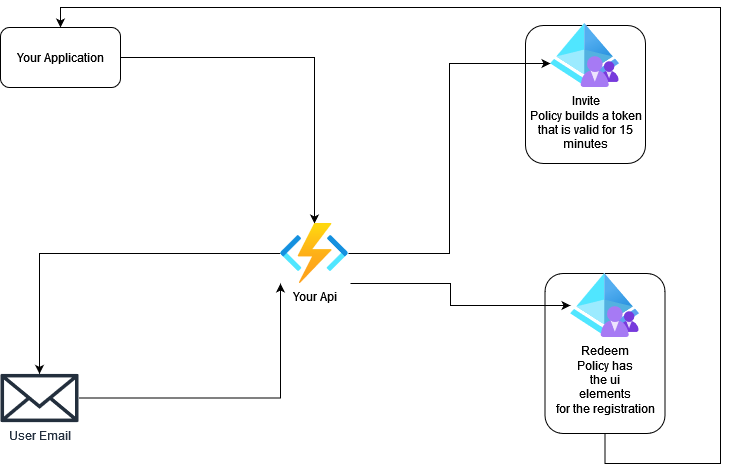 Your Application
Invite
Policy builds a token
that is valid for 15
minutes
Your Api
Redeem
Policy has
the ui
elements
for the registration
User Email